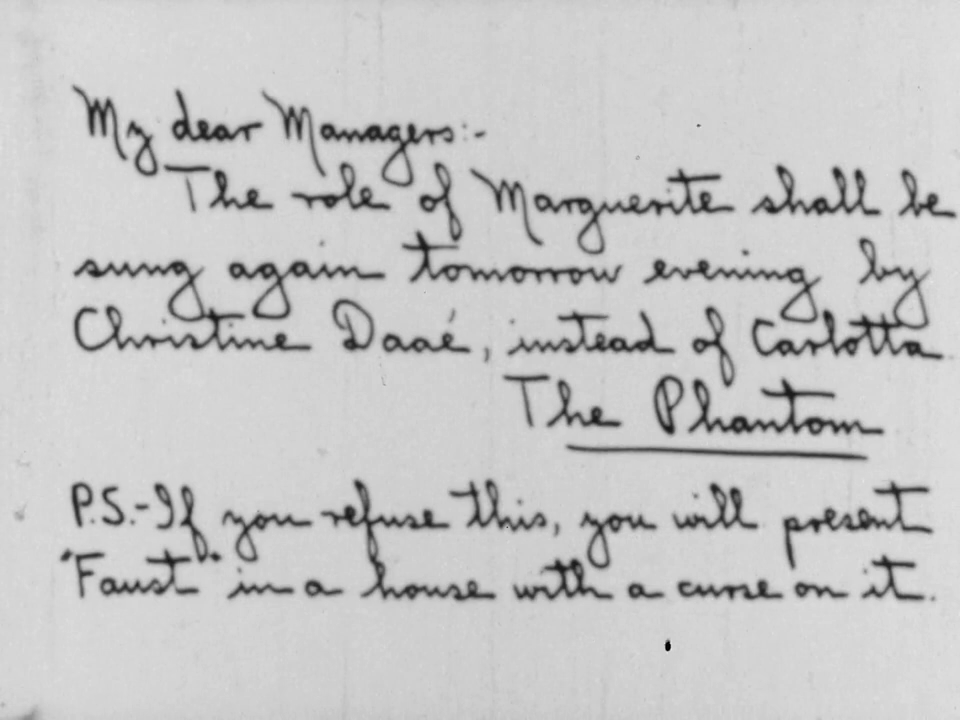 My dear Managers:-
The role of Marguerite shall be
sung again tomorrow evening by
Christine Daaé, instead of Carlotta
The Phantom
P.S.-If you refuse this, you will present
"Faust" in a house with a curse on it.